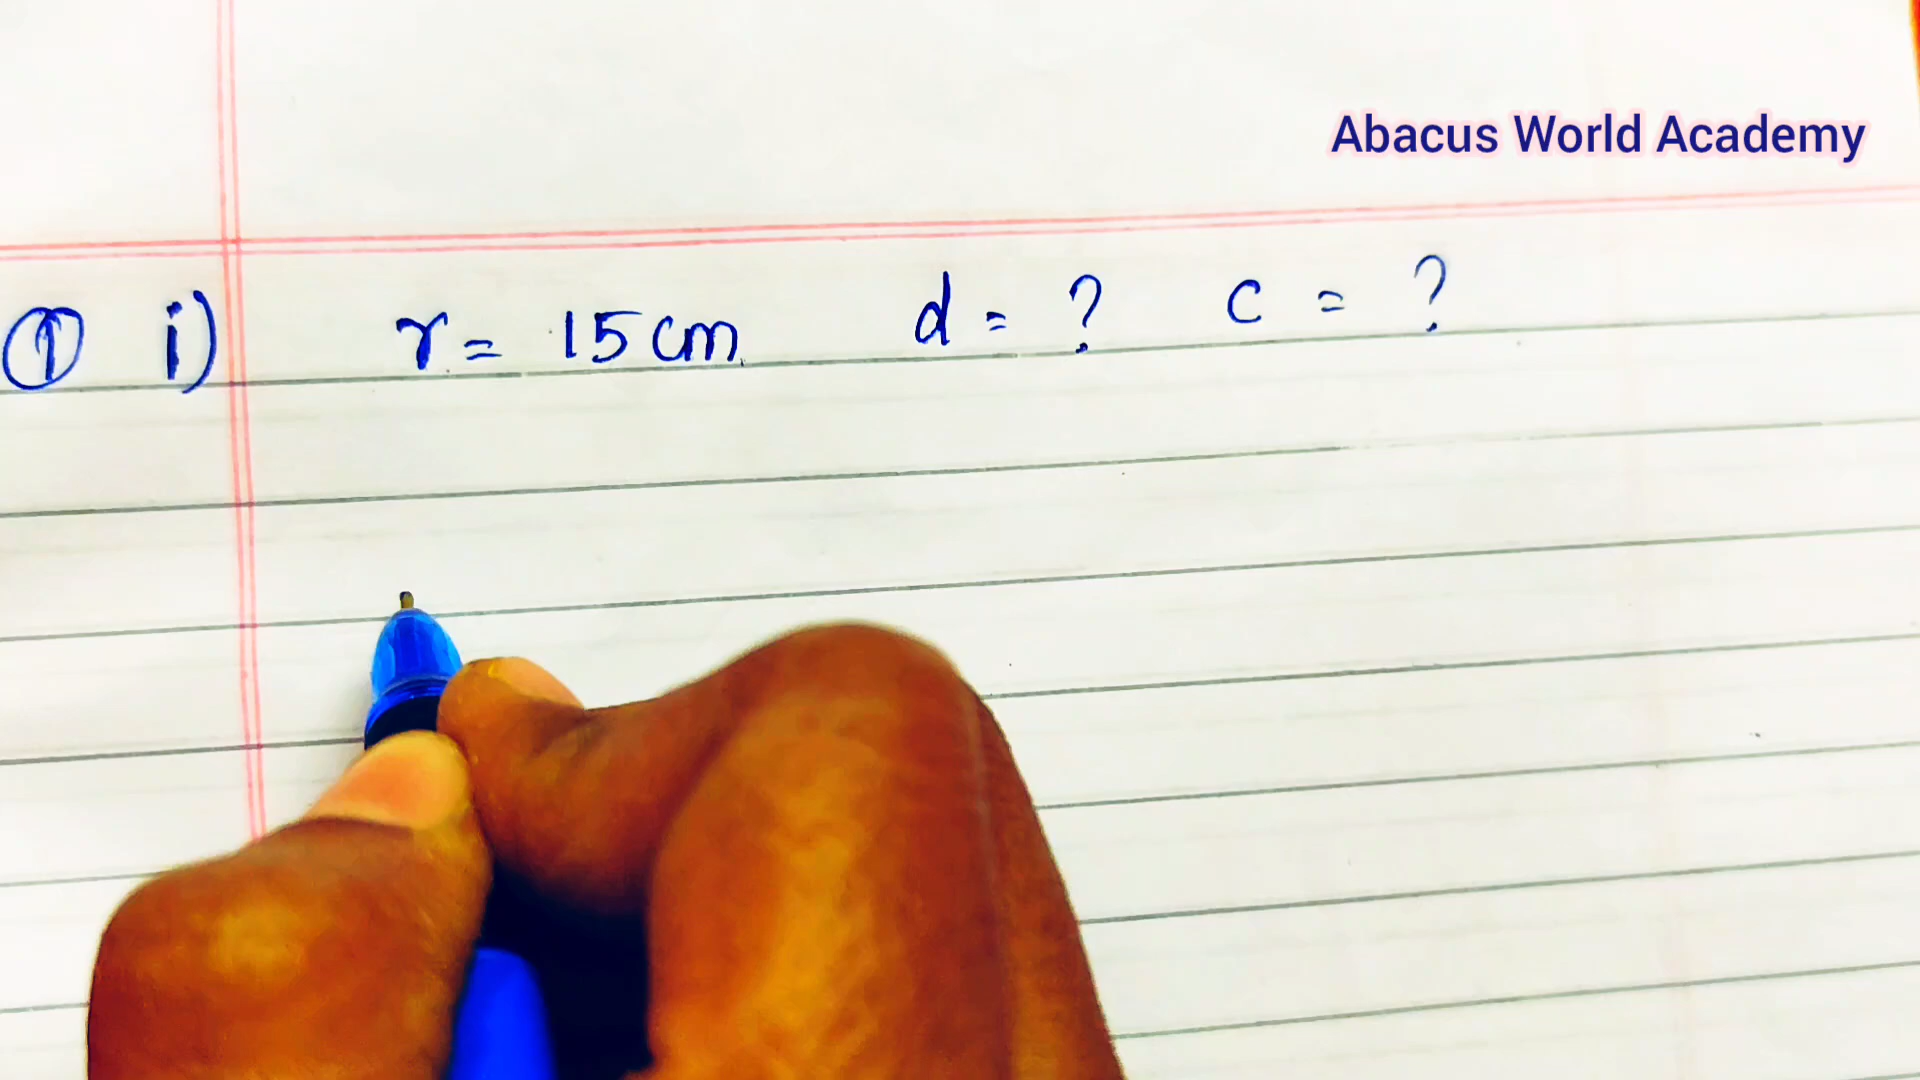 Abacus World Academy
① i) r = 15 cm d = ? c = ?